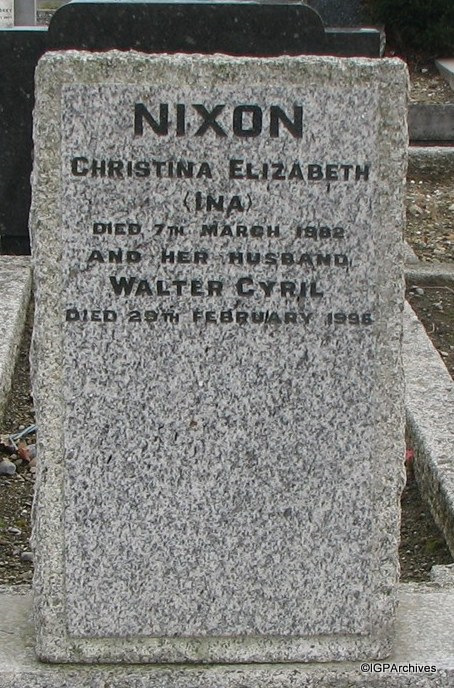 NIXON
CHRISTINA ELIZABETH
(INA)
DIED 7TH MARCH 1982
AND HER HUSBAND
WALTER CYRIL
DIED 29TH FEBRUARY 1996
©IGPArchives